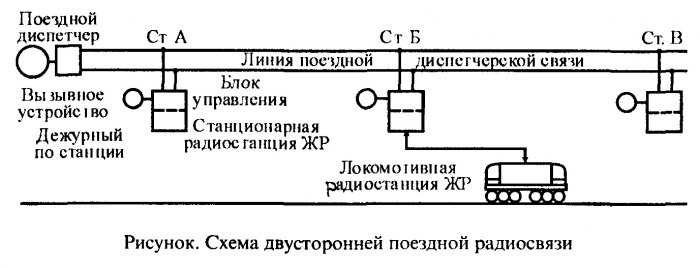 Поездной
диспетчер
Ст А
Ст Б
Ст. В
Линия поездной диспетчерской связи
Вызывное
устройство
Блок
управления
Дежурный
по станции
Станционарная
радиостанция ЖР
Локомотивная
радиостанция ЖР
Рисунок. Схема двусторонней поездной радиосвязи